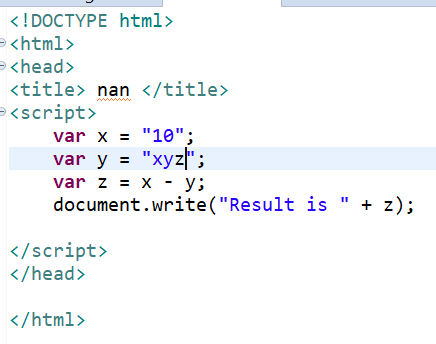 <!DOCTYPE html>
<html>
<head>
<title> nan </title>
<script>
var x = "10";
var y = "xyz";
var z = x - y;
document.write("Result is " + z);
</script>
</head>
</html>